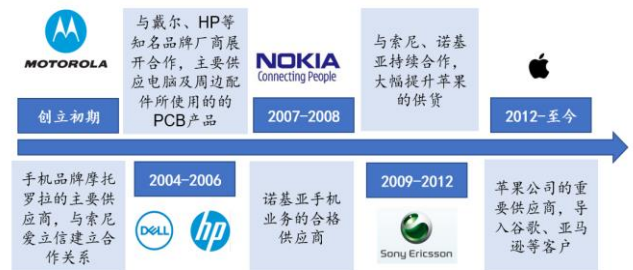 MOTOROLA
创立初期
手机品牌摩托
罗拉的主要供
应商，与索尼
爱立信建立合
作关系
与戴尔、HP等
知名品牌厂商展
开合作，主要供
应电脑及周边配
件所使用的的
PCB产品
2004-2006
DELL
hp
NOKIA
Connecting People
2007-2008
诺基亚手机
业务的合格
供应商
与索尼、诺基
亚持续合作，
大幅提升苹果
的供货
2009-2012
Sony Ericsson
2012-至今
苹果公司的重
要供应商，导
入谷歌、亚马
逊等客户